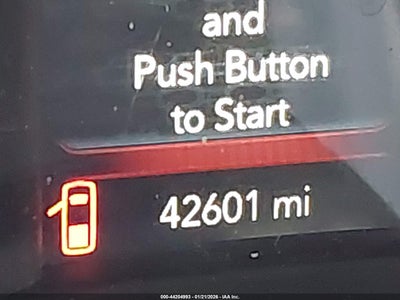 and
Push Button
to Start
42601 mi
000-44204993 - 01/21/2026 - IAA Inc.